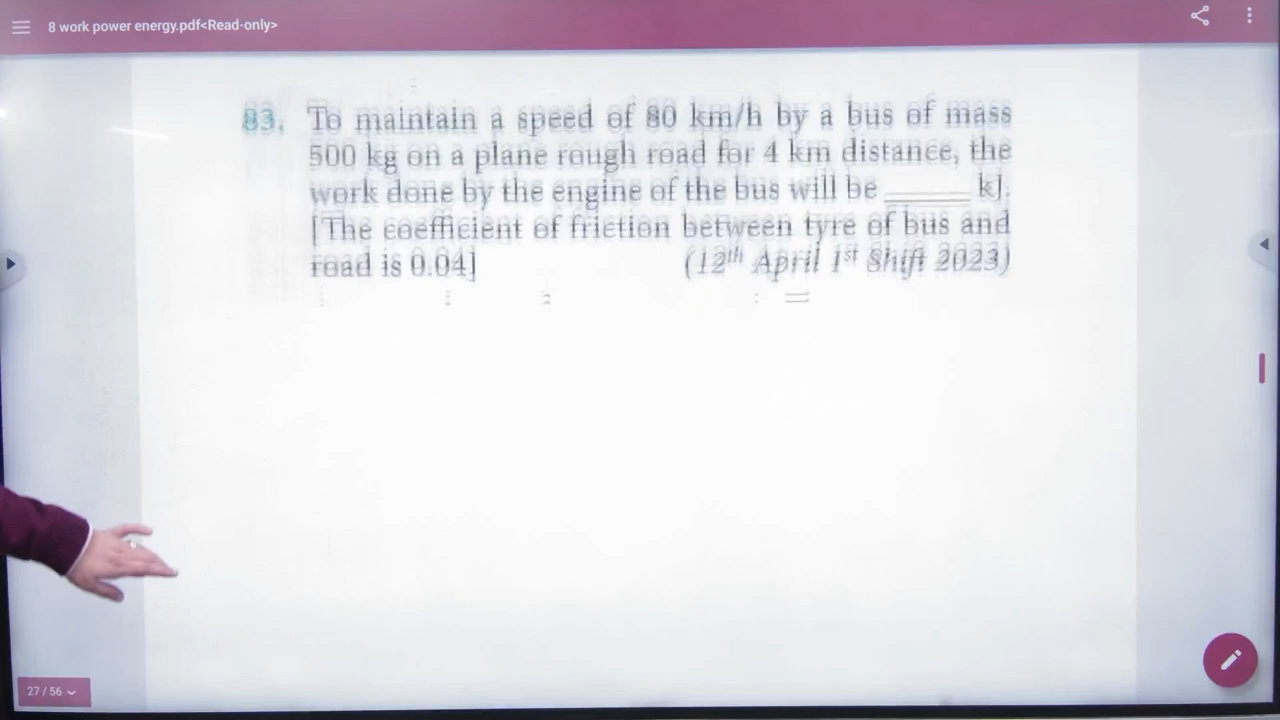 8 work power energy.pdf<Read-only>
83. To maintain a speed of 80 km/h by a bus of mass
500 kg on a plane rough road for 4 km distance, the
work done by the engine of the bus will be ______ kJ.
[The coefficient of friction between tyre of bus and
road is 0.04] (12th April 1st Shift 2023)
27 / 56